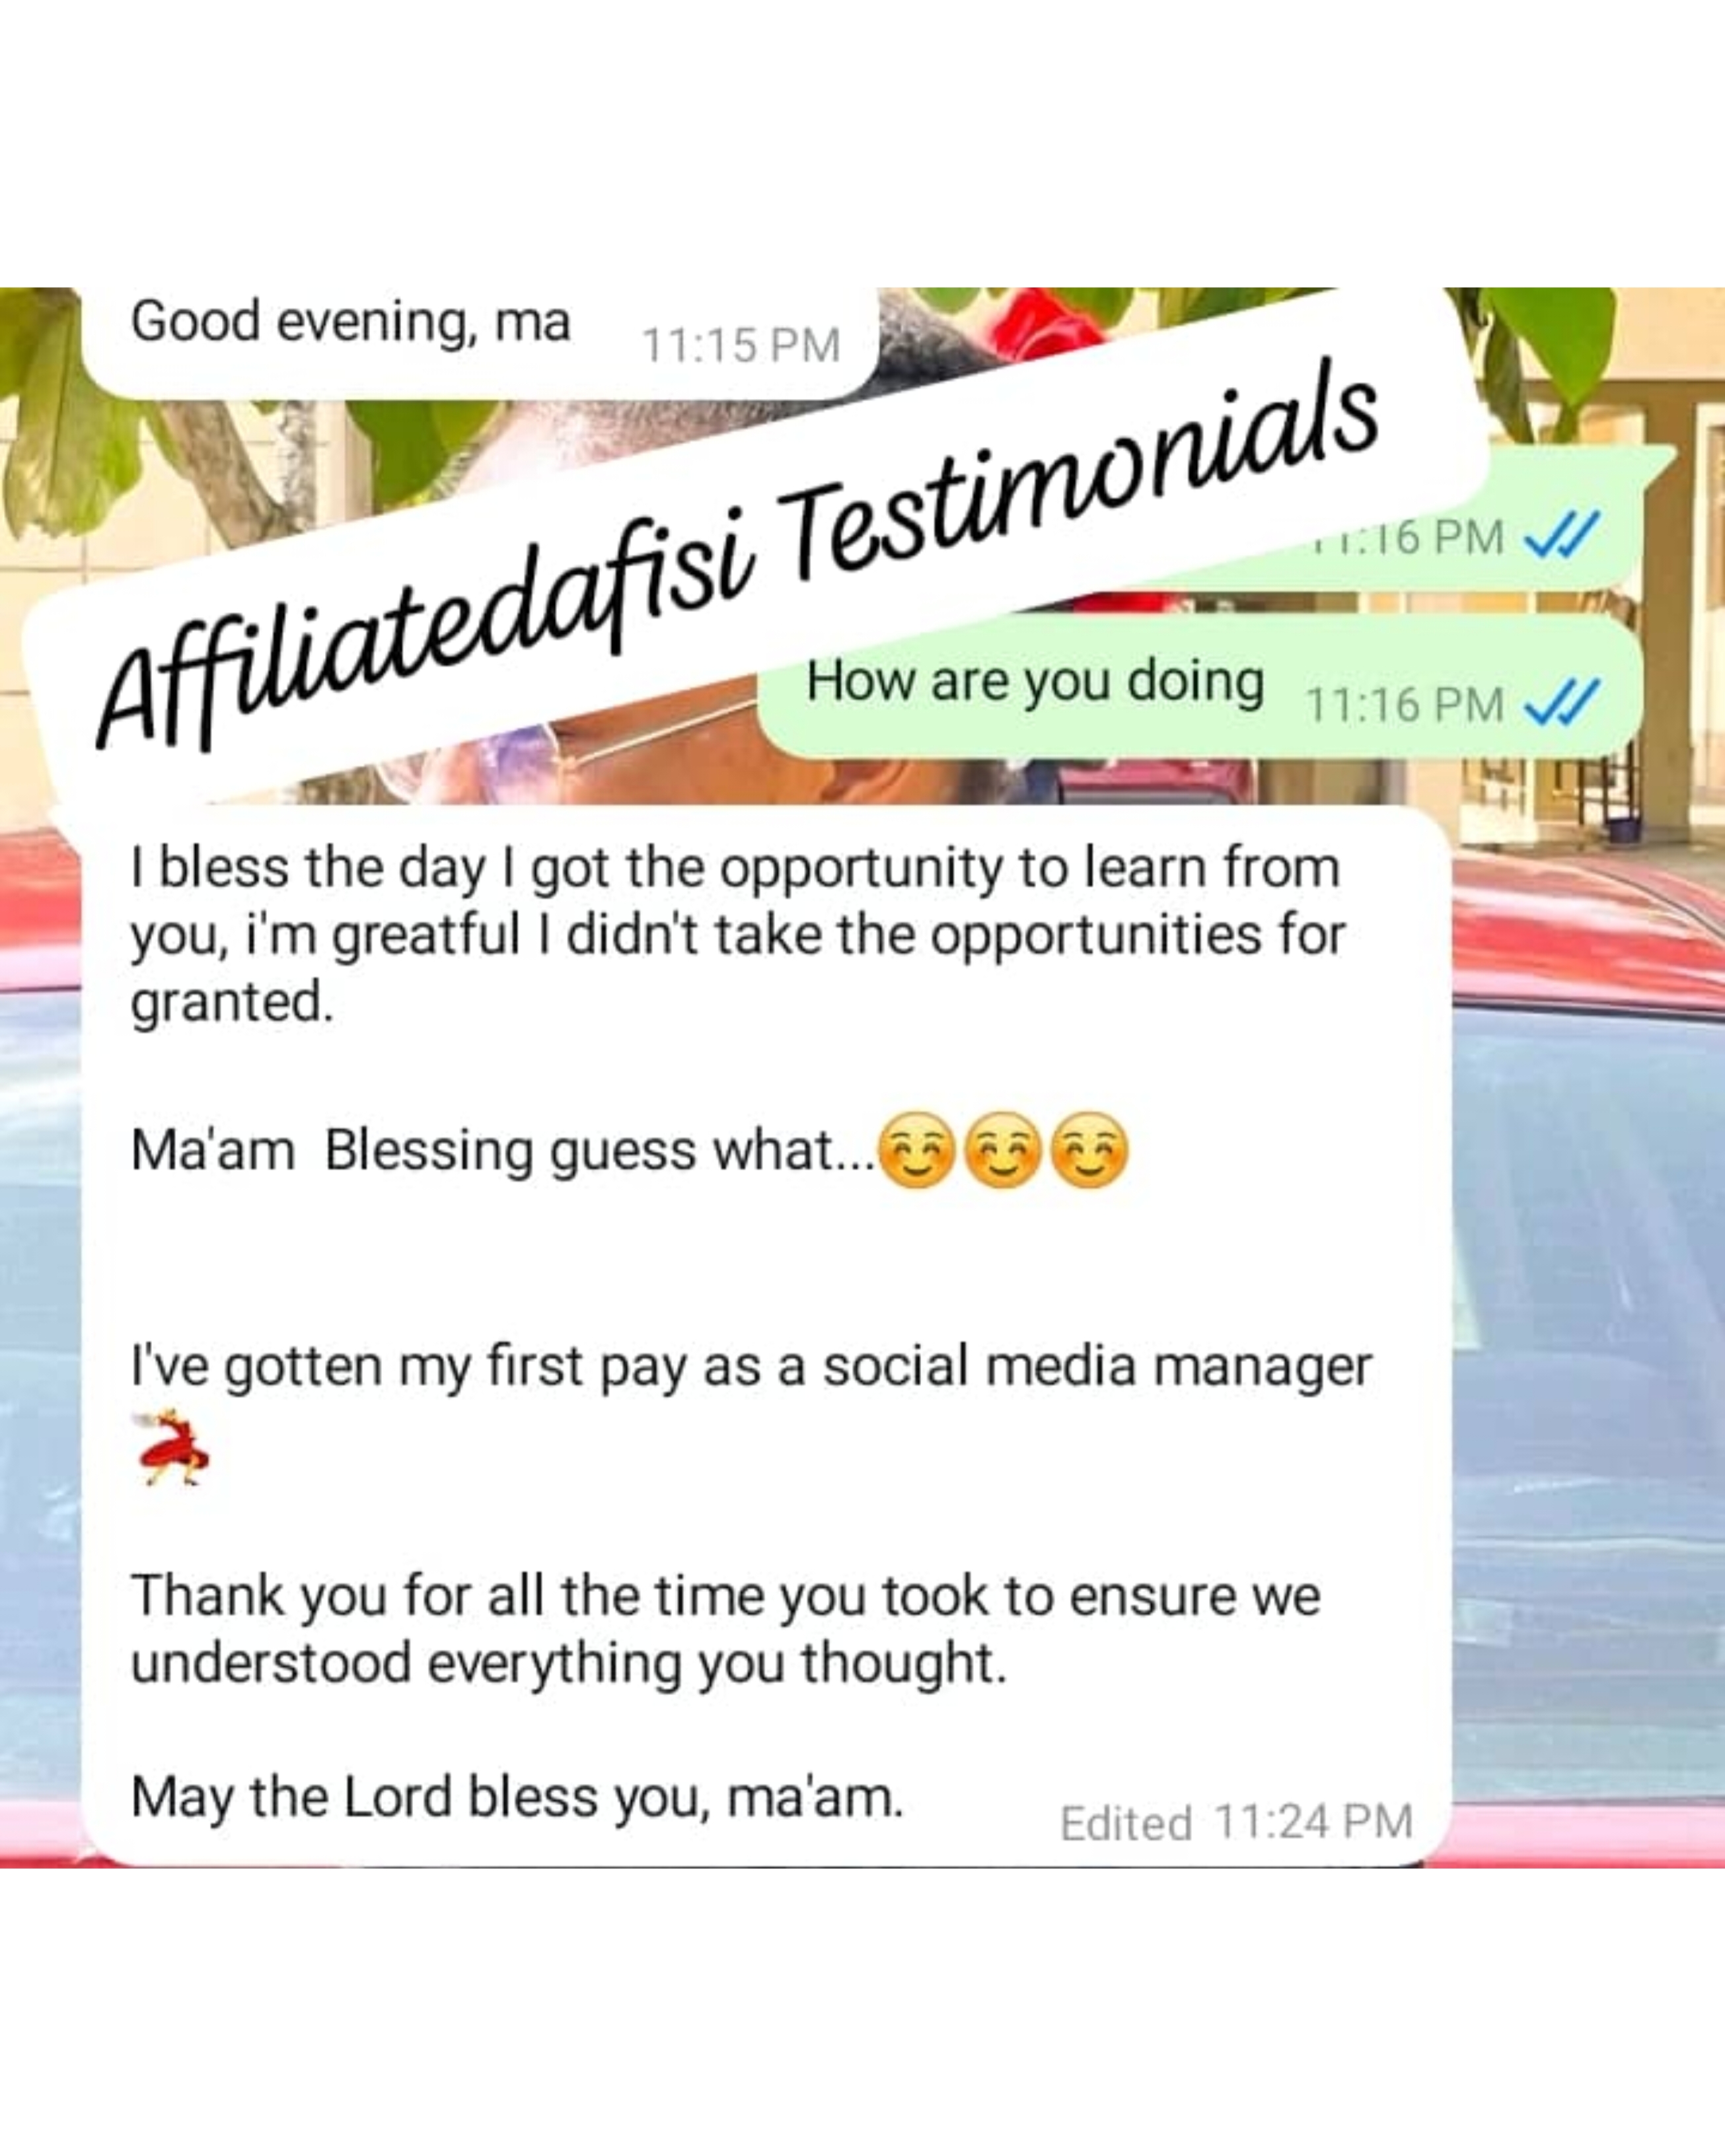 Good evening, ma 11:15 PM
Affiliatedafisi Testimonials
11:16 PM
How are you doing 11:16 PM
I bless the day I got the opportunity to learn from
you, i'm greatful I didn't take the opportunities for
granted.
Ma'am Blessing guess what...😊😊😊
I've gotten my first pay as a social media manager
💃
Thank you for all the time you took to ensure we
understood everything you thought.
May the Lord bless you, ma'am.
Edited 11:24 PM